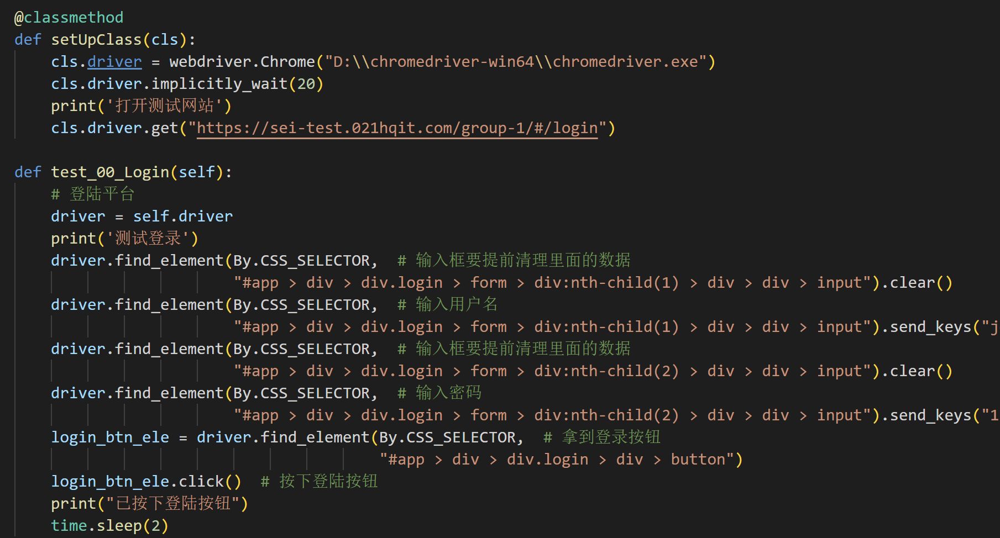 @classmethod
def setUpClass(cls):
cls.driver = webdriver.Chrome("D:\\chromedriver-win64\\chromedriver.exe")
cls.driver.implicitly_wait(20)
print('打开测试网站')
cls.driver.get("https://sei-test.021hqit.com/group-1/#/login")
def test_00_Login(self):
# 登陆平台
driver = self.driver
print('测试登录')
driver.find_element(By.CSS_SELECTOR,  # 输入框要提前清理里面的数据
"#app > div > div.login > form > div:nth-child(1) > div > div > input").clear()
driver.find_element(By.CSS_SELECTOR,  # 输入用户名
"#app > div > div.login > form > div:nth-child(1) > div > div > input").send_keys("j
driver.find_element(By.CSS_SELECTOR,  # 输入框要提前清理里面的数据
"#app > div > div.login > form > div:nth-child(2) > div > div > input").clear()
driver.find_element(By.CSS_SELECTOR,  # 输入密码
"#app > div > div.login > form > div:nth-child(2) > div > div > input").send_keys("1
login_btn_ele = driver.find_element(By.CSS_SELECTOR,  # 拿到登录按钮
"#app > div > div.login > div > button")
login_btn_ele.click()  # 按下登陆按钮
print("已按下登陆按钮")
time.sleep(2)